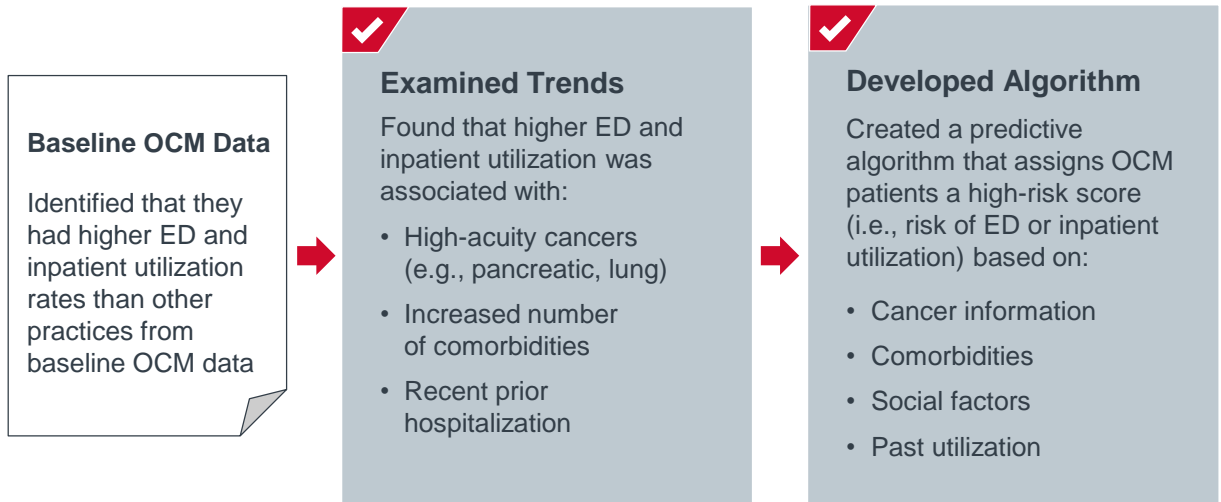 Baseline OCM Data
Identified that they
had higher ED and
inpatient utilization
rates than other
practices from
baseline OCM data
Examined Trends
Found that higher ED and
inpatient utilization was
associated with:
• High-acuity cancers
(e.g., pancreatic, lung)
• Increased number
of comorbidities
• Recent prior
hospitalization
Developed Algorithm
Created a predictive
algorithm that assigns OCM
patients a high-risk score
(i.e., risk of ED or inpatient
utilization) based on:
• Cancer information
• Comorbidities
• Social factors
• Past utilization